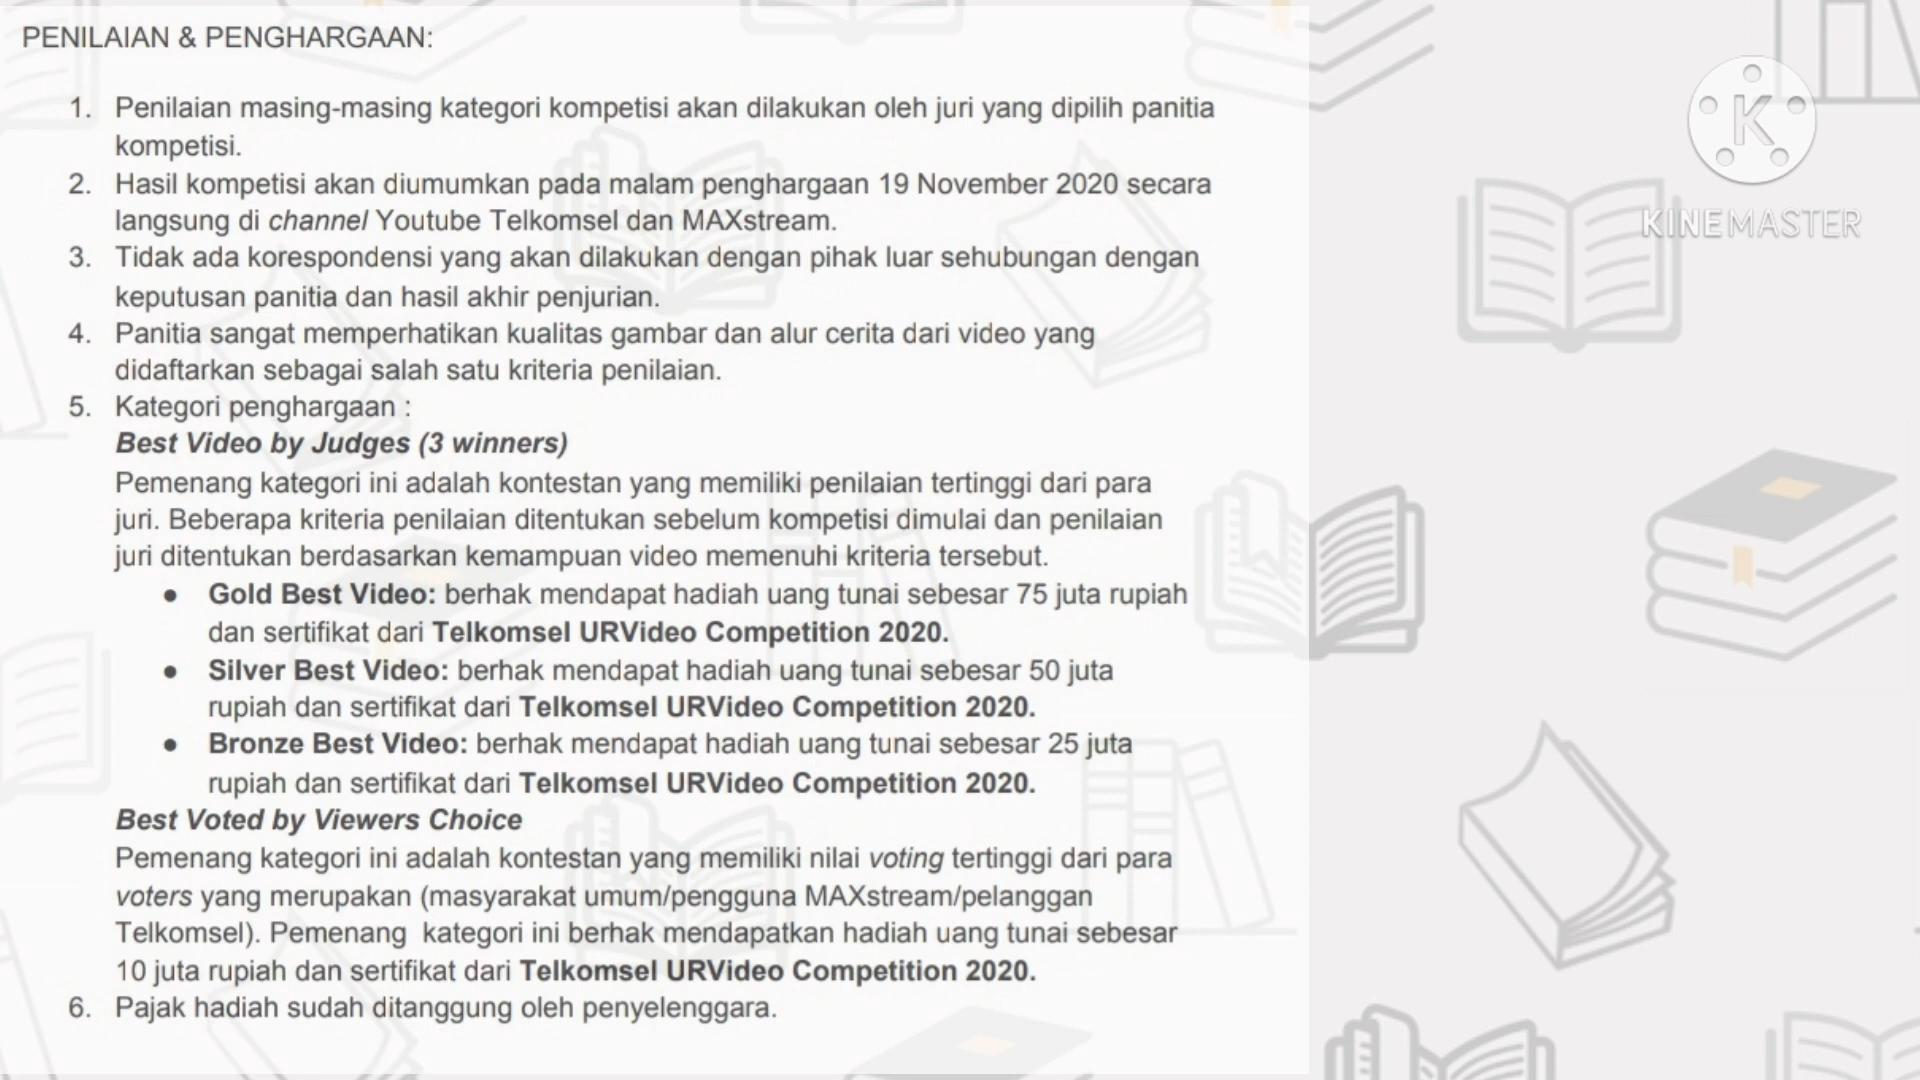 PENILAIAN & PENGHARGAAN:
1. Penilaian masing-masing kategori kompetisi akan dilakukan oleh juri yang dipilih panitia
kompetisi.
2. Hasil kompetisi akan diumumkan pada malam penghargaan 19 November 2020 secara
langsung di channel Youtube Telkomsel dan MAXstream.
3. Tidak ada korespondensi yang akan dilakukan dengan pihak luar sehubungan dengan
keputusan panitia dan hasil akhir penjurian.
4. Panitia sangat memperhatikan kualitas gambar dan alur cerita dari video yang
didaftarkan sebagai salah satu kriteria penilaian.
5. Kategori penghargaan :
Best Video by Judges (3 winners)
Pemenang kategori ini adalah kontestan yang memiliki penilaian tertinggi dari para
juri. Beberapa kriteria penilaian ditentukan sebelum kompetisi dimulai dan penilaian
juri ditentukan berdasarkan kemampuan video memenuhi kriteria tersebut.
● Gold Best Video: berhak mendapat hadiah uang tunai sebesar 75 juta rupiah
dan sertifikat dari Telkomsel URVideo Competition 2020.
● Silver Best Video: berhak mendapat hadiah uang tunai sebesar 50 juta
rupiah dan sertifikat dari Telkomsel URVideo Competition 2020.
● Bronze Best Video: berhak mendapat hadiah uang tunai sebesar 25 juta
rupiah dan sertifikat dari Telkomsel URVideo Competition 2020.
Best Voted by Viewers Choice
Pemenang kategori ini adalah kontestan yang memiliki nilai voting tertinggi dari para
voters yang merupakan (masyarakat umum/pengguna MAXstream/pelanggan
Telkomsel). Pemenang kategori ini berhak mendapatkan hadiah uang tunai sebesar
10 juta rupiah dan sertifikat dari Telkomsel URVideo Competition 2020.
6. Pajak hadiah sudah ditanggung oleh penyelenggara.
K
KINEMASTER